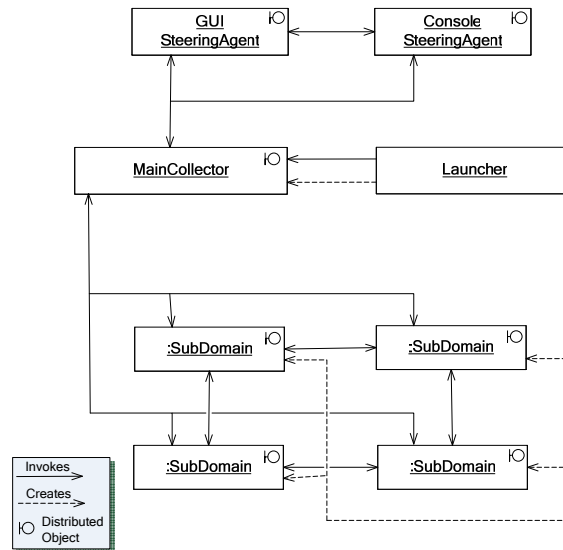 GUI
SteeringAgent
Console
SteeringAgent
MainCollector
Launcher
:SubDomain
:SubDomain
:SubDomain
:SubDomain
Invokes
Creates
Distributed
Object